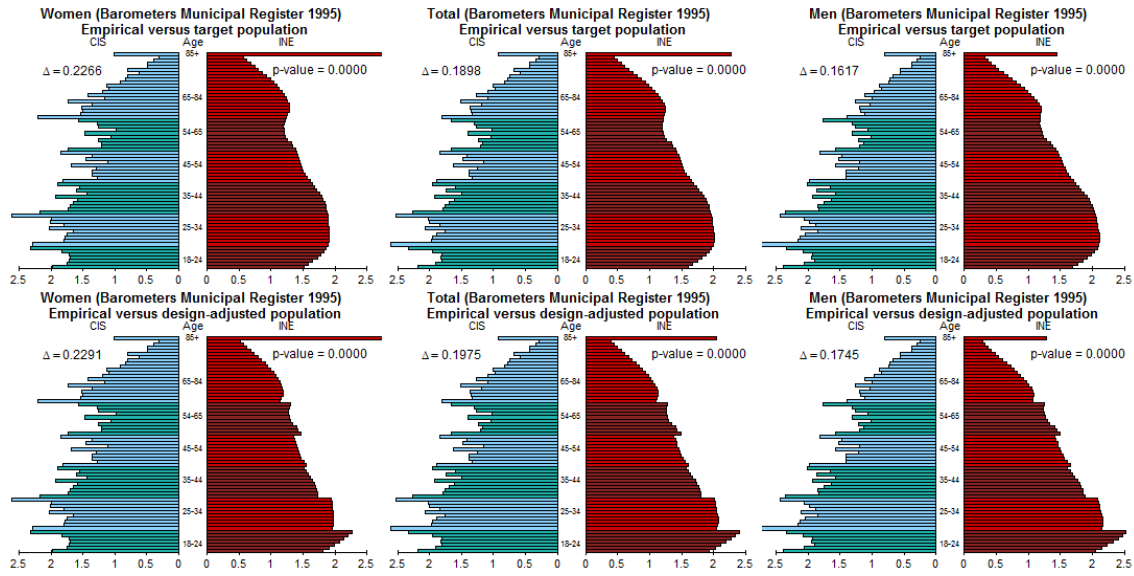 Women (Barometers Municipal Register 1995)
Empirical versus target population
CIS Age INE
85+
Δ = 0.2266
p-value = 0.0000
65-84
54-65
45-54
35-44
25-34
18-24
2.5 2 1.5 1 0.5 0 0 0.5 1 1.5 2 2.5
Total (Barometers Municipal Register 1995)
Empirical versus target population
CIS Age INE
85+
Δ = 0.1898
p-value = 0.0000
65-84
54-65
45-54
35-44
25-34
18-24
2.5 2 1.5 1 0.5 0 0 0.5 1 1.5 2 2.5
Men (Barometers Municipal Register 1995)
Empirical versus target population
CIS Age INE
85+
Δ = 0.1617
p-value = 0.0000
65-84
54-65
45-54
35-44
25-34
18-24
2.5 2 1.5 1 0.5 0 0 0.5 1 1.5 2 2.5
Women (Barometers Municipal Register 1995)
Empirical versus design-adjusted population
CIS Age INE
85+
Δ = 0.2291
p-value = 0.0000
65-84
54-65
45-54
35-44
25-34
18-24
2.5 2 1.5 1 0.5 0 0 0.5 1 1.5 2 2.5
Total (Barometers Municipal Register 1995)
Empirical versus design-adjusted population
CIS Age INE
85+
Δ = 0.1975
p-value = 0.0000
65-84
54-65
45-54
35-44
25-34
18-24
2.5 2 1.5 1 0.5 0 0 0.5 1 1.5 2 2.5
Men (Barometers Municipal Register 1995)
Empirical versus design-adjusted population
CIS Age INE
85+
Δ = 0.1745
p-value = 0.0000
65-84
54-65
45-54
35-44
25-34
18-24
2.5 2 1.5 1 0.5 0 0 0.5 1 1.5 2 2.5